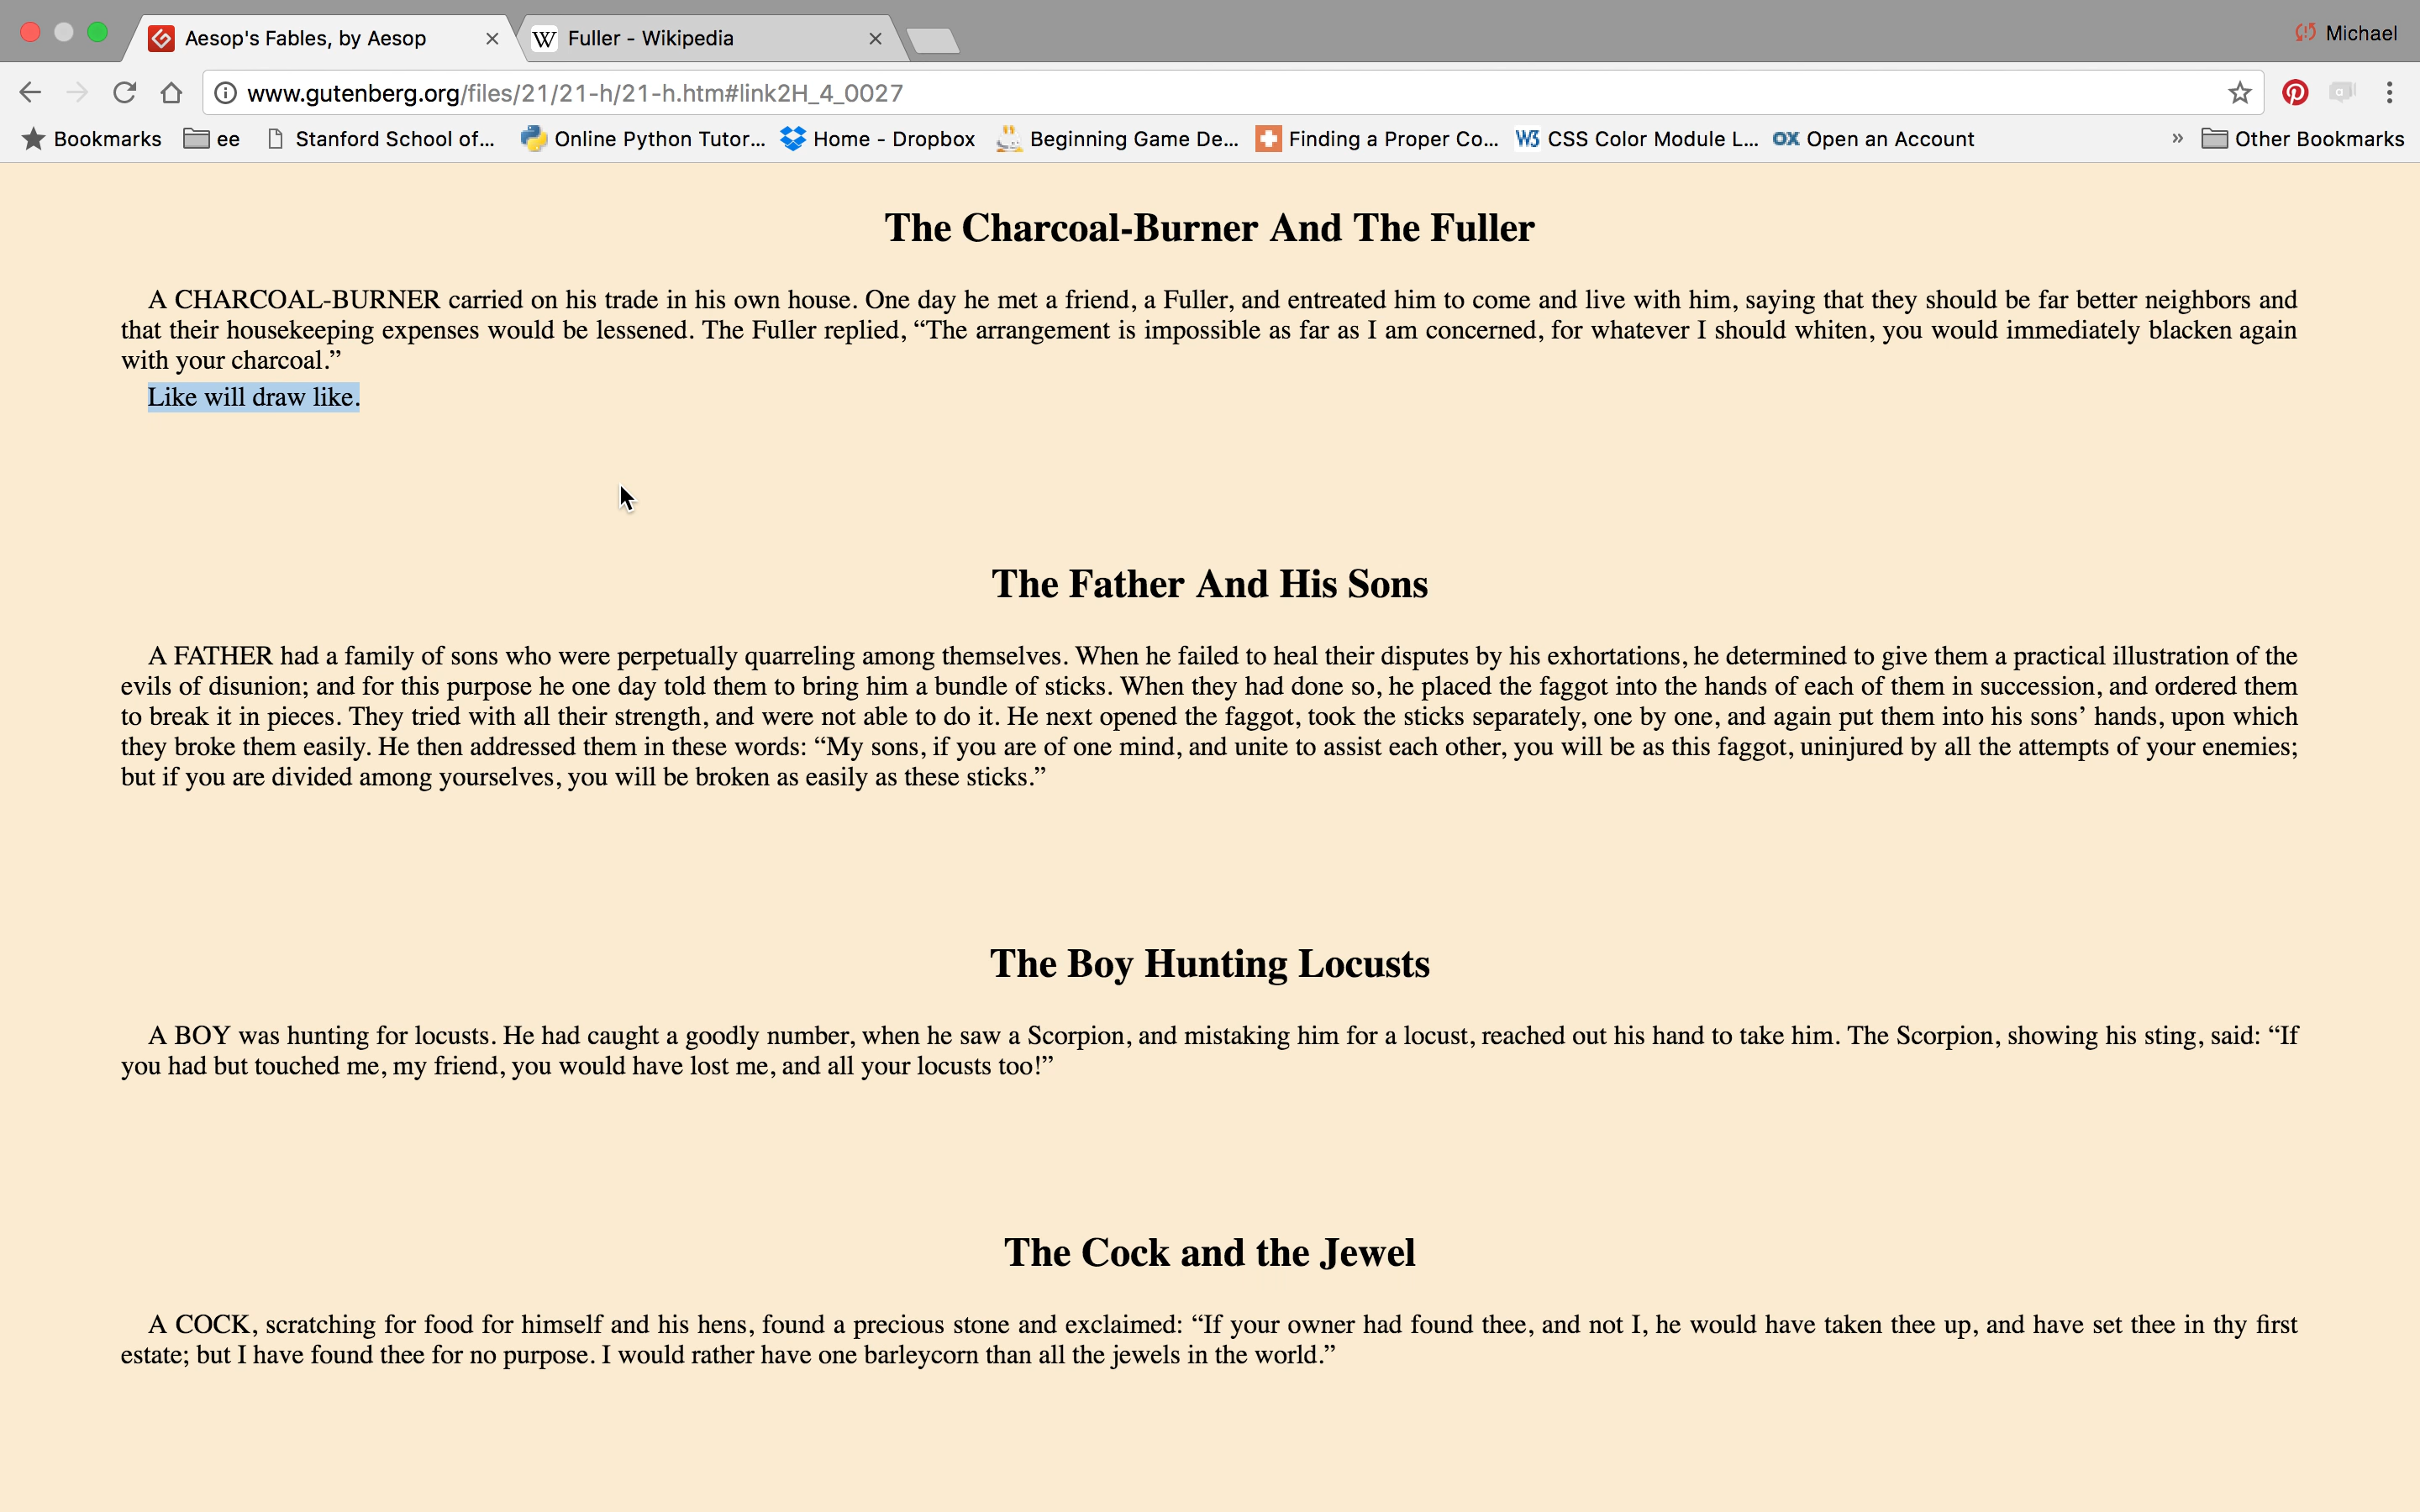 Aesop's Fables, by Aesop
Fuller - Wikipedia
Michael
www.gutenberg.org/files/21/21-h/21-h.htm#link2H_4_0027
Bookmarks ee Stanford School of... Online Python Tutor... Home - Dropbox Beginning Game De... Finding a Proper Co... W3 CSS Color Module L... OX Open an Account » Other Bookmarks
The Charcoal-Burner And The Fuller
A CHARCOAL-BURNER carried on his trade in his own house. One day he met a friend, a Fuller, and entreated him to come and live with him, saying that they should be far better neighbors and
that their housekeeping expenses would be lessened. The Fuller replied, “The arrangement is impossible as far as I am concerned, for whatever I should whiten, you would immediately blacken again
with your charcoal.”
Like will draw like.
The Father And His Sons
A FATHER had a family of sons who were perpetually quarreling among themselves. When he failed to heal their disputes by his exhortations, he determined to give them a practical illustration of the
evils of disunion; and for this purpose he one day told them to bring him a bundle of sticks. When they had done so, he placed the faggot into the hands of each of them in succession, and ordered them
to break it in pieces. They tried with all their strength, and were not able to do it. He next opened the faggot, took the sticks separately, one by one, and again put them into his sons’ hands, upon which
they broke them easily. He then addressed them in these words: “My sons, if you are of one mind, and unite to assist each other, you will be as this faggot, uninjured by all the attempts of your enemies;
but if you are divided among yourselves, you will be broken as easily as these sticks.”
The Boy Hunting Locusts
A BOY was hunting for locusts. He had caught a goodly number, when he saw a Scorpion, and mistaking him for a locust, reached out his hand to take him. The Scorpion, showing his sting, said: “If
you had but touched me, my friend, you would have lost me, and all your locusts too!”
The Cock and the Jewel
A COCK, scratching for food for himself and his hens, found a precious stone and exclaimed: “If your owner had found thee, and not I, he would have taken thee up, and have set thee in thy first
estate; but I have found thee for no purpose. I would rather have one barleycorn than all the jewels in the world.”